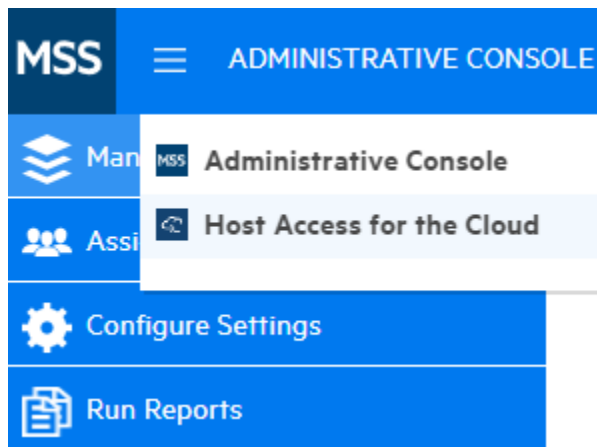 MSS ADMINISTRATIVE CONSOLE
Man MSS Administrative Console
Assi Host Access for the Cloud
Configure Settings
Run Reports